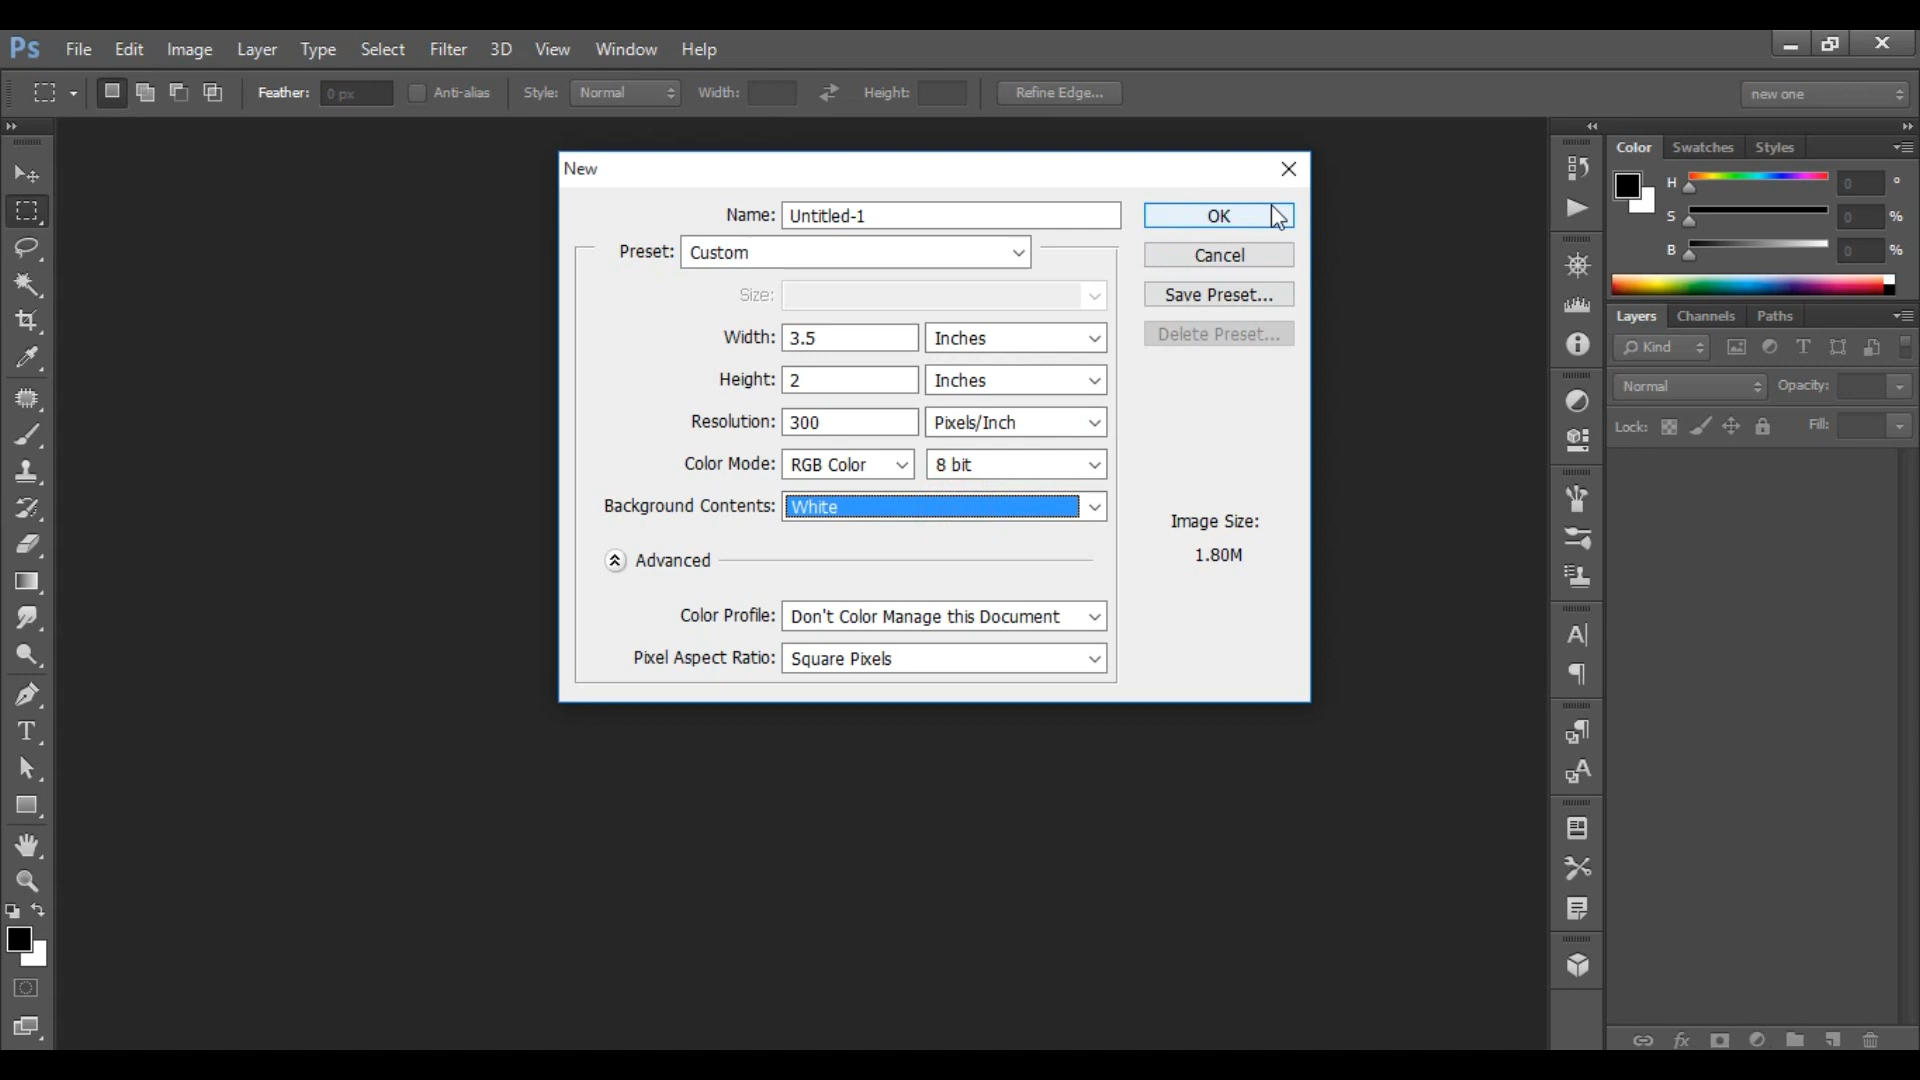 Ps File Edit Image Layer Type Select Filter 3D View Window Help
Feather: 0 px Anti-alias Style: Normal Width: Height: Refine Edge... new one
New
Name: Untitled-1 OK
Preset: Custom Cancel
Size: Save Preset...
Width: 3.5 Inches Delete Preset...
Height: 2 Inches
Resolution: 300 Pixels/Inch
Color Mode: RGB Color 8 bit
Background Contents: White
Image Size:
1.80M
Advanced
Color Profile: Don't Color Manage this Document
Pixel Aspect Ratio: Square Pixels
Color Swatches Styles
H 0 °
S 0 %
B 0 %
Layers Channels Paths
Kind T
Normal Opacity:
Lock: Fill:
T
A
A
fx